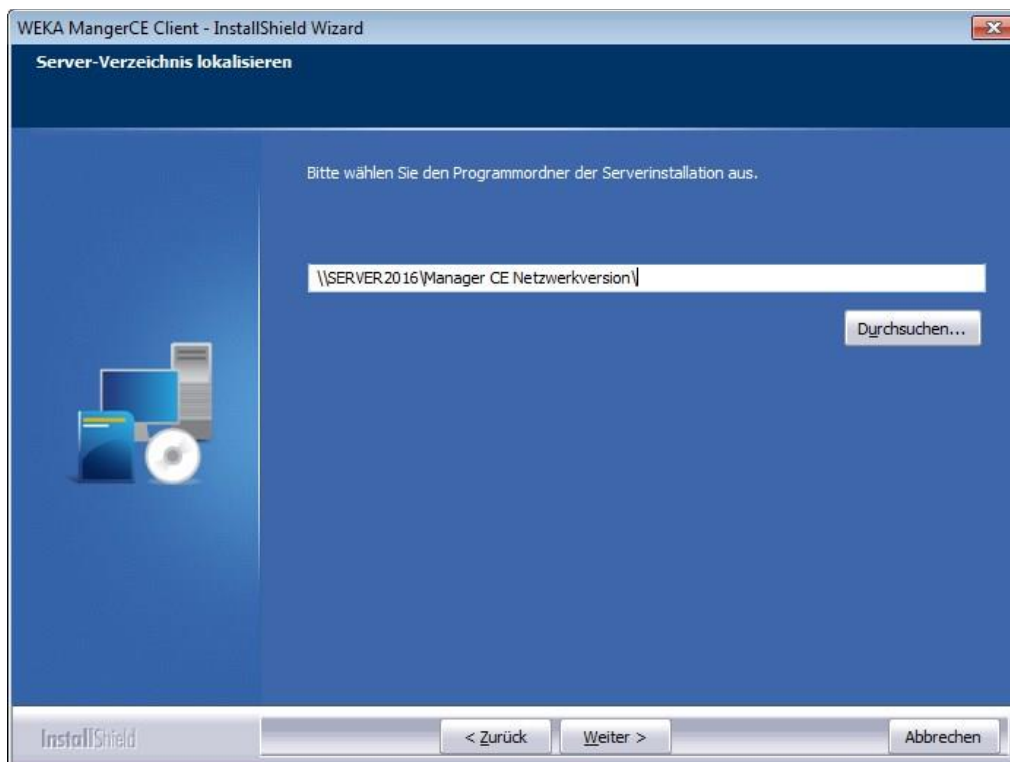 WEKA MangerCE Client - InstallShield Wizard
Server-Verzeichnis lokalisieren
Bitte wählen Sie den Programmordner der Serverinstallation aus.
\\SERVER2016\Manager CE Netzwerkversion\
Durchsuchen...
InstallShield
< Zurück
Weiter >
Abbrechen